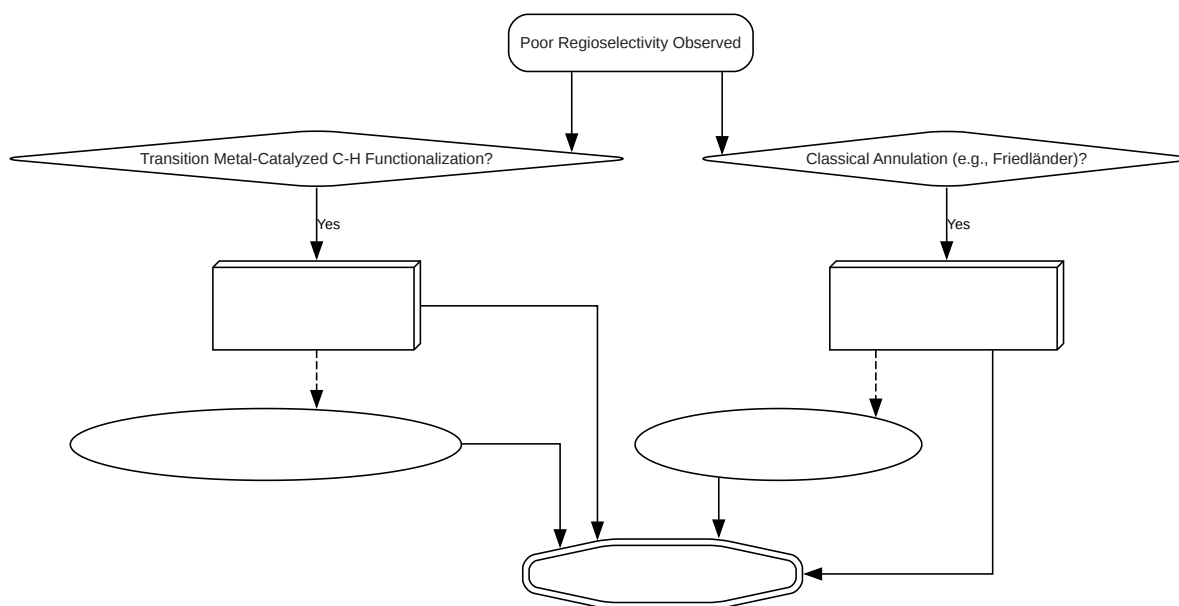 Poor Regioselectivity Observed
Transition Metal-Catalyzed C-H Functionalization?
Classical Annulation (e.g., Friedländer)?
Yes
Yes